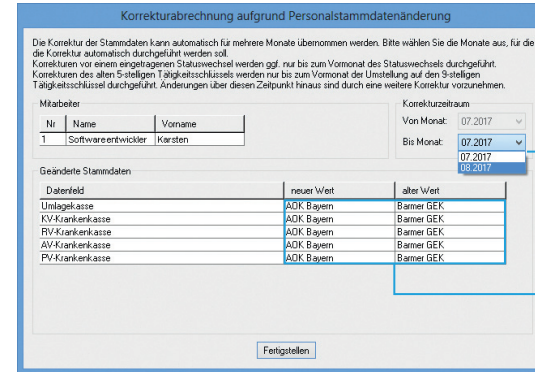 Korrekturabrechnung aufgrund Personalstammdatenänderung
Die Korrektur der Stammdaten kann automatisch für mehrere Monate übernommen werden. Bitte wählen Sie die Monate aus, für die
die Korrektur automatisch durchgeführt werden soll.
Korrekturen vor einem eingetragenen Statuswechsel werden ggf. nur bis zum Vormonat des Statuswechsels durchgeführt.
Korrekturen des alten 5-stelligen Tätigkeitsschlüssels werden nur bis zum Vormonat der Umstellung auf den 9-stelligen
Tätigkeitsschlüssel durchgeführt. Änderungen über diesen Zeitpunkt hinaus sind durch eine weitere Korrektur vorzunehmen.
Mitarbeiter
Nr Name Vorname
1 Softwareentwickler Karsten
Korrekturzeitraum
Von Monat: 07.2017
Bis Monat: 07.2017
07.2017
08.2017
Geänderte Stammdaten
Datenfeld neuer Wert alter Wert
Umlagekasse AOK Bayern Barmer GEK
KV-Krankenkasse AOK Bayern Barmer GEK
RV-Krankenkasse AOK Bayern Barmer GEK
AV-Krankenkasse AOK Bayern Barmer GEK
PV-Krankenkasse AOK Bayern Barmer GEK
Fertigstellen